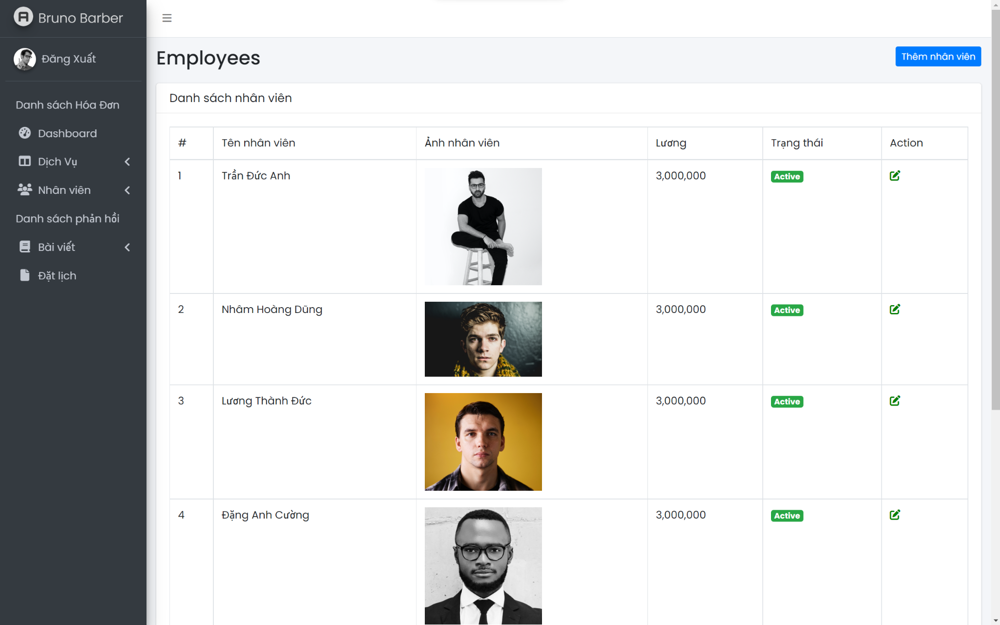 Bruno Barber
Đăng Xuất
Danh sách Hóa Đơn
Dashboard
Dịch Vụ
Nhân viên
Danh sách phản hồi
Bài viết
Đặt lịch
Employees
Thêm nhân viên
Danh sách nhân viên
# Tên nhân viên Ảnh nhân viên Lương Trạng thái Action
1 Trần Đức Anh 3,000,000 Active
2 Nhâm Hoàng Dũng 3,000,000 Active
3 Lương Thành Đức 3,000,000 Active
4 Đặng Anh Cường 3,000,000 Active